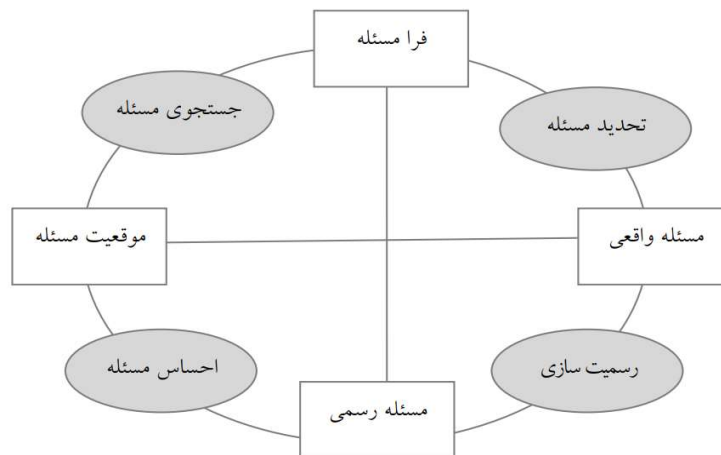 فرا مسئله
جستجوی مسئله
تحدید مسئله
موقعیت مسئله
مسئله واقعی
احساس مسئله
رسمیت سازی
مسئله رسمی